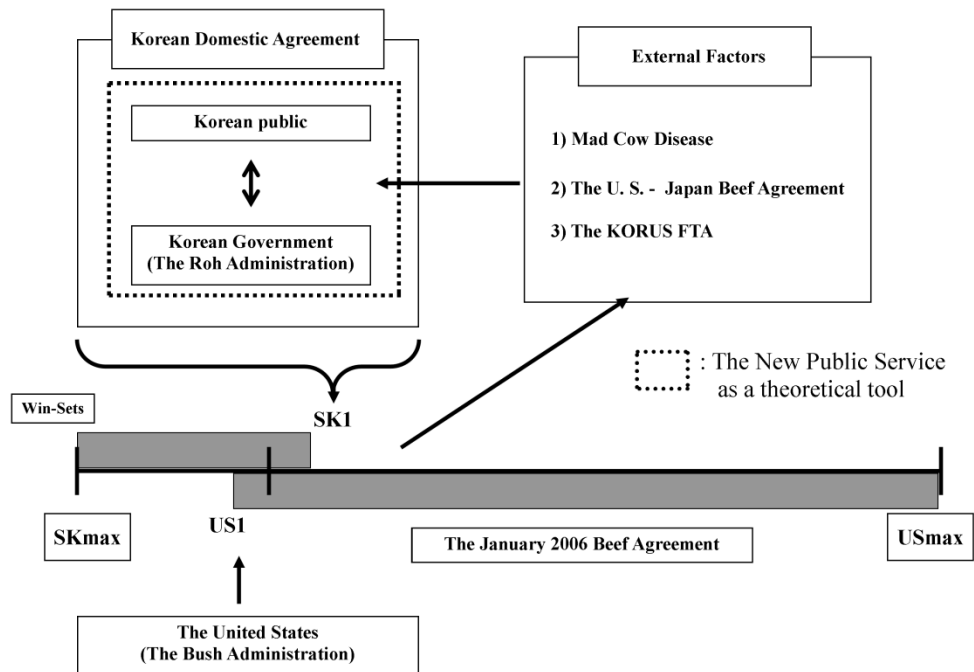 Korean Domestic Agreement
Korean public
Korean Government
(The Roh Administration)
External Factors
1) Mad Cow Disease
2) The U. S. - Japan Beef Agreement
3) The KORUS FTA
: The New Public Service
as a theoretical tool
Win-Sets
SK1
SKmax
US1
The January 2006 Beef Agreement
USmax
The United States
(The Bush Administration)